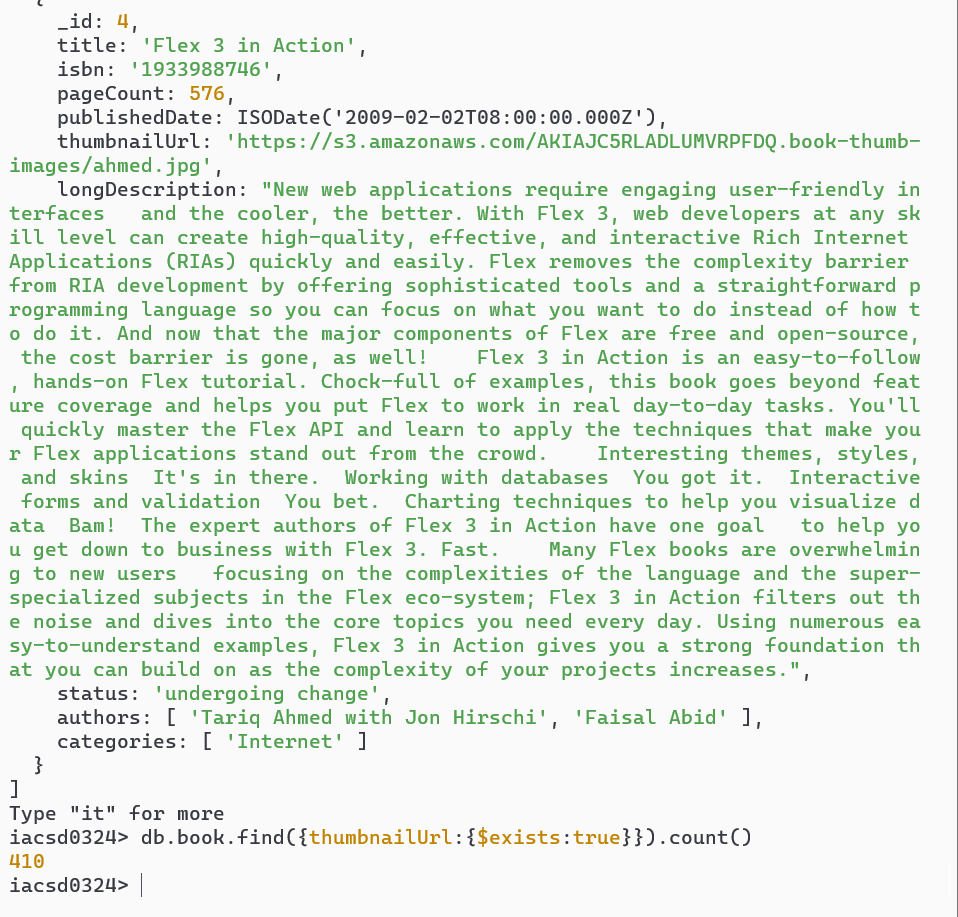 {
    _id: 4,
    title: 'Flex 3 in Action',
    isbn: '1933988746',
    pageCount: 576,
    publishedDate: ISODate('2009-02-02T08:00:00.000Z'),
    thumbnailUrl: 'https://s3.amazonaws.com/AKIAJC5RLADLUMVRPFDQ.book-thumb-
images/ahmed.jpg',
    longDescription: "New web applications require engaging user-friendly in
terfaces   and the cooler, the better. With Flex 3, web developers at any sk
ill level can create high-quality, effective, and interactive Rich Internet
Applications (RIAs) quickly and easily. Flex removes the complexity barrier
from RIA development by offering sophisticated tools and a straightforward p
rogramming language so you can focus on what you want to do instead of how t
o do it. And now that the major components of Flex are free and open-source,
 the cost barrier is gone, as well!    Flex 3 in Action is an easy-to-follow
, hands-on Flex tutorial. Chock-full of examples, this book goes beyond feat
ure coverage and helps you put Flex to work in real day-to-day tasks. You'll
 quickly master the Flex API and learn to apply the techniques that make you
r Flex applications stand out from the crowd.    Interesting themes, styles,
 and skins  It's in there.  Working with databases  You got it.  Interactive
 forms and validation  You bet.  Charting techniques to help you visualize d
ata  Bam!  The expert authors of Flex 3 in Action have one goal   to help yo
u get down to business with Flex 3. Fast.    Many Flex books are overwhelmin
g to new users   focusing on the complexities of the language and the super-
specialized subjects in the Flex eco-system; Flex 3 in Action filters out th
e noise and dives into the core topics you need every day. Using numerous ea
sy-to-understand examples, Flex 3 in Action gives you a strong foundation th
at you can build on as the complexity of your projects increases.",
    status: 'undergoing change',
    authors: [ 'Tariq Ahmed with Jon Hirschi', 'Faisal Abid' ],
    categories: [ 'Internet' ]
  }
]
Type "it" for more
iacsd0324> db.book.find({thumbnailUrl:{$exists:true}}).count()
410
iacsd0324>